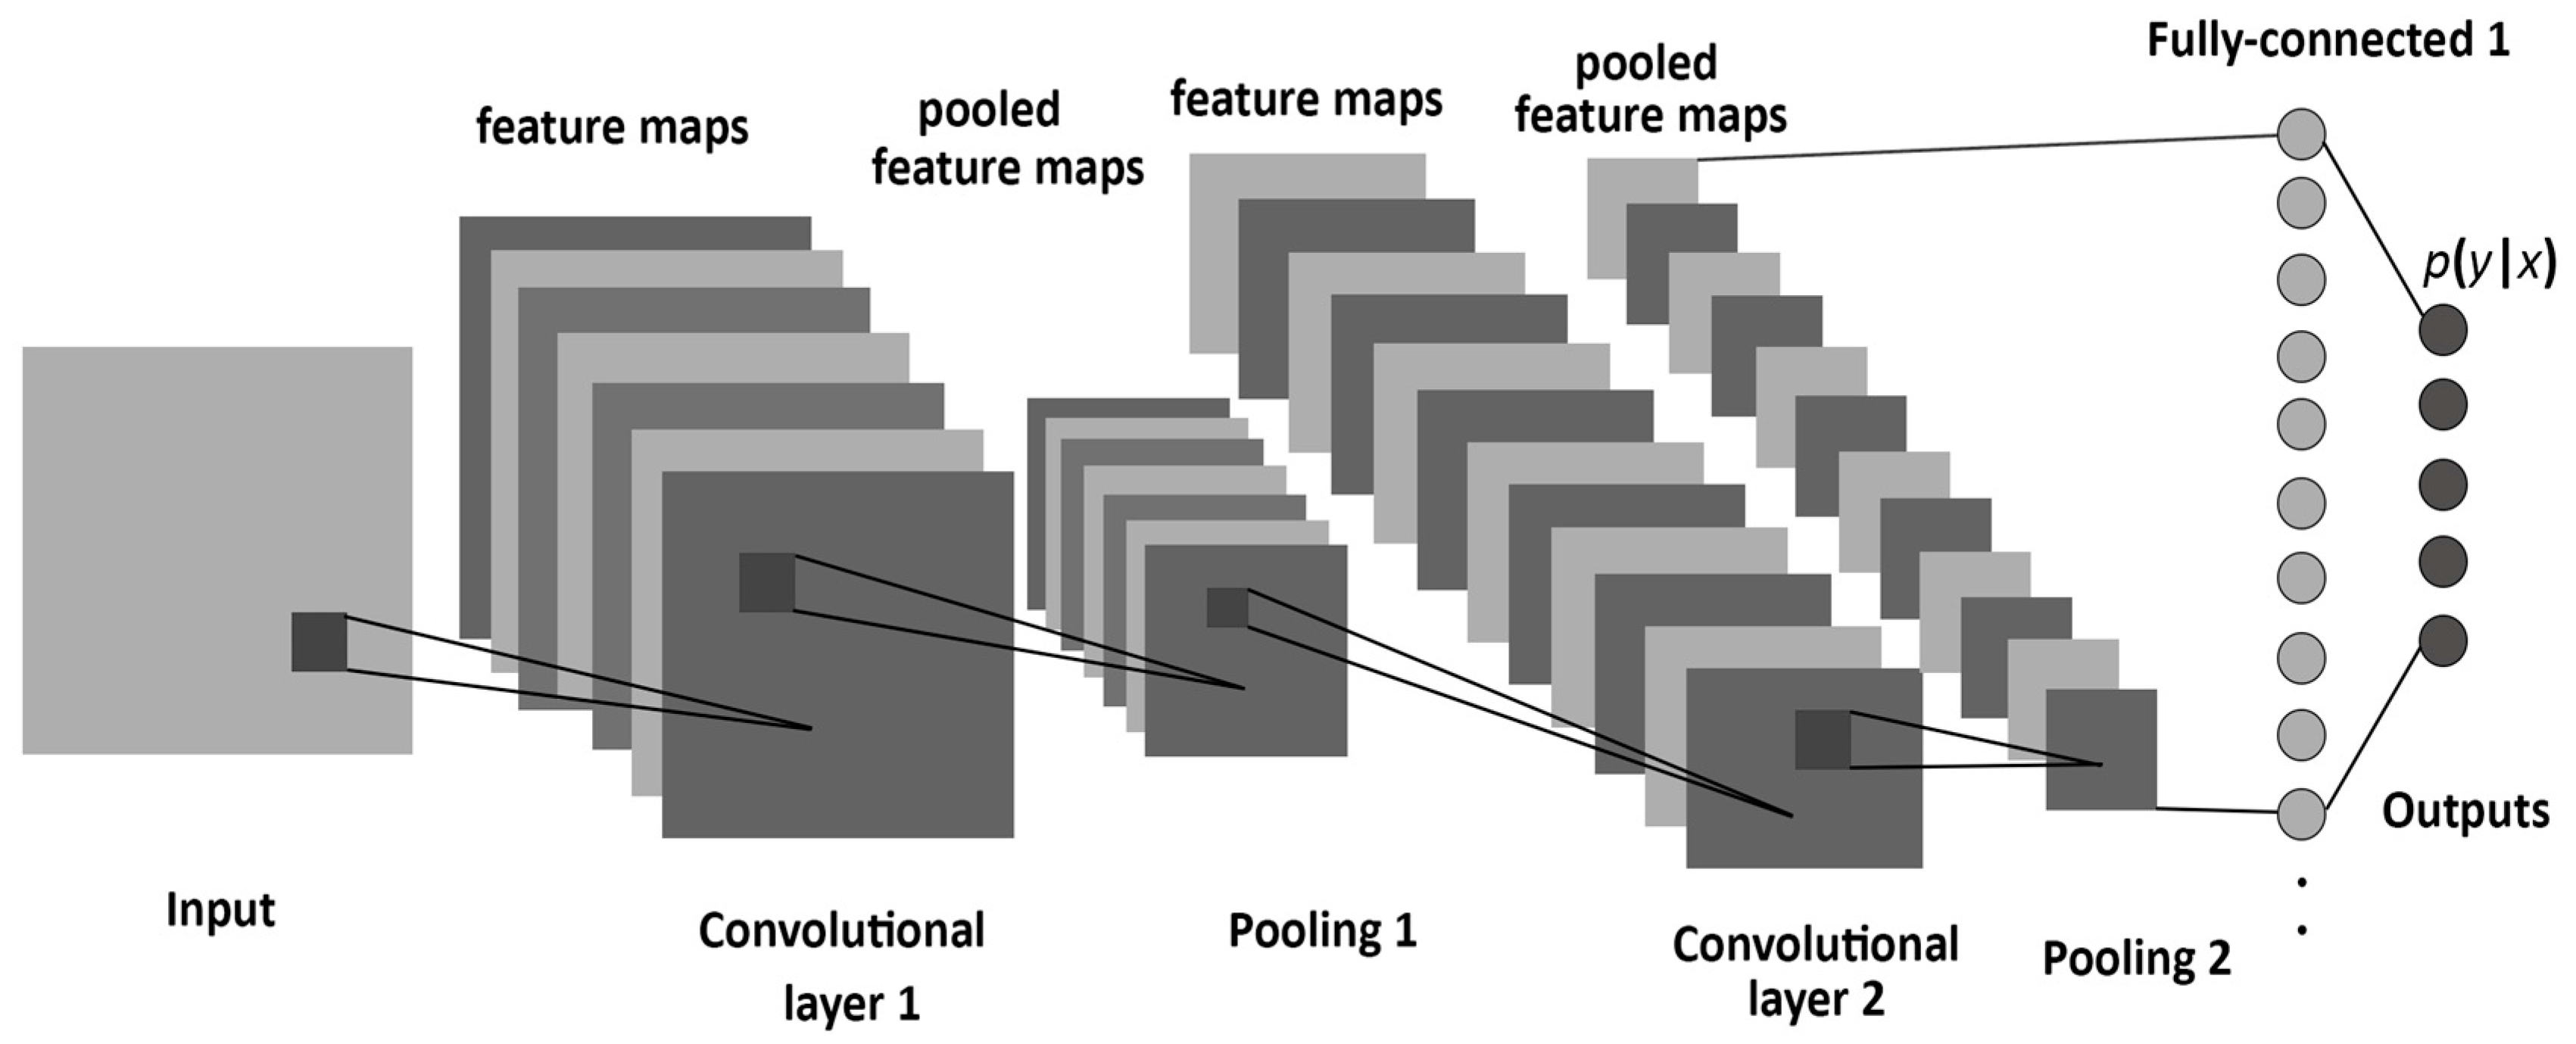 Fully-connected 1
feature maps
pooled
feature maps
feature maps
pooled
feature maps
p(y|x)
Outputs
Input
Convolutional
layer 1
Pooling 1
Convolutional
layer 2
Pooling 2